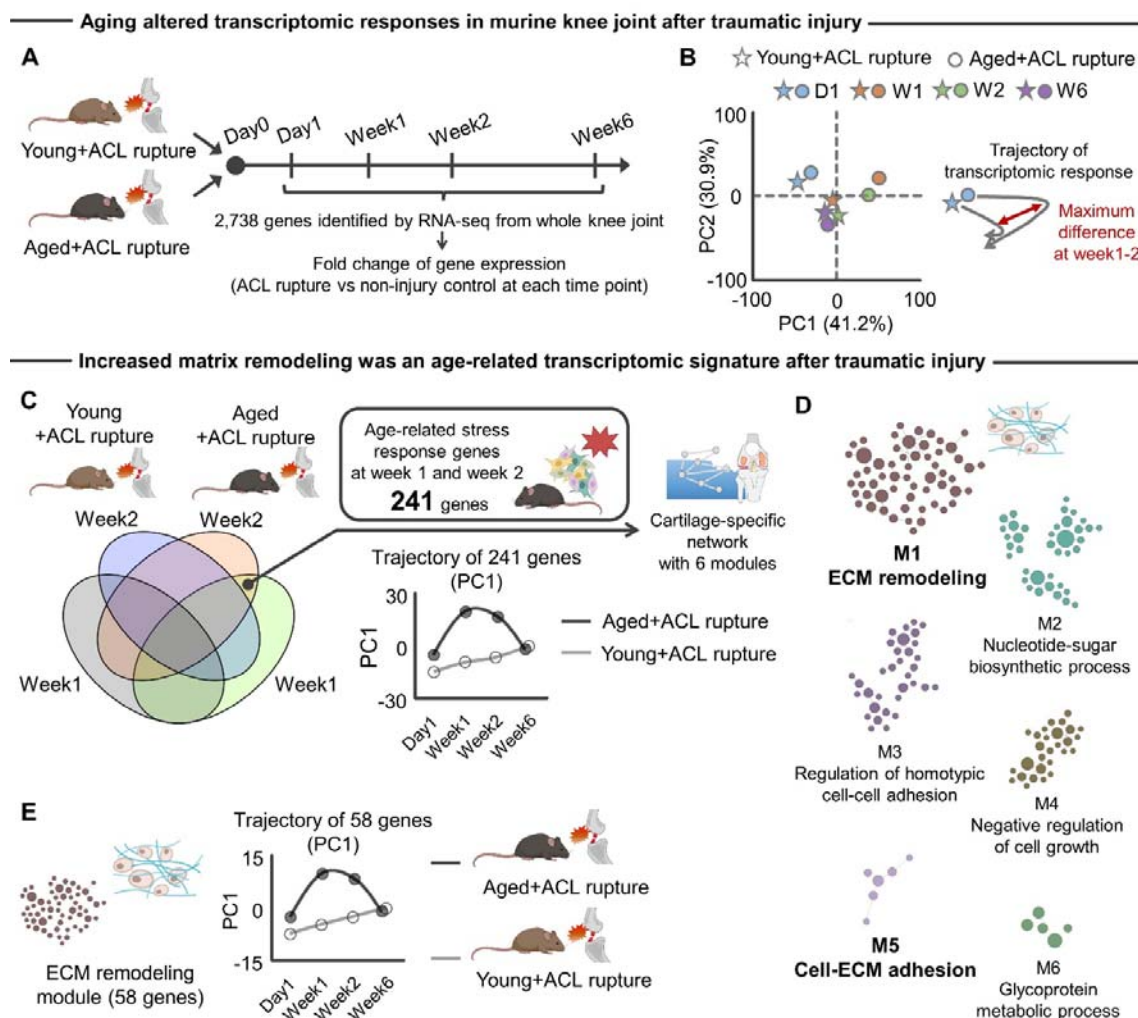 Aging altered transcriptomic responses in murine knee joint after traumatic injury
A
Young+ACL rupture
Aged+ACL rupture
Day0
Day1
Week1
Week2
Week6
2,738 genes identified by RNA-seq from whole knee joint
Fold change of gene expression
(ACL rupture vs non-injury control at each time point)
B
Young+ACL rupture
Aged+ACL rupture
D1
W1
W2
W6
100
0
-100
PC2 (30.9%)
-100
0
100
PC1 (41.2%)
Trajectory of
transcriptomic response
Maximum
difference
at week1-2
Increased matrix remodeling was an age-related transcriptomic signature after traumatic injury
C
Young
+ACL rupture
Aged
+ACL rupture
Week2
Week2
Week1
Week1
Age-related stress
response genes
at week 1 and week 2
241 genes
Cartilage-specific
network
with 6 modules
Trajectory of 241 genes
(PC1)
30
0
-30
PC1
Day1
Week1
Week2
Week6
Aged+ACL rupture
Young+ACL rupture
D
M1
ECM remodeling
M2
Nucleotide-sugar
biosynthetic process
M3
Regulation of homotypic
cell-cell adhesion
M4
Negative regulation
of cell growth
M5
Cell-ECM adhesion
M6
Glycoprotein
metabolic process
E
ECM remodeling
module (58 genes)
Trajectory of 58 genes
(PC1)
15
0
-15
PC1
Day1
Week1
Week2
Week6
Aged+ACL rupture
Young+ACL rupture